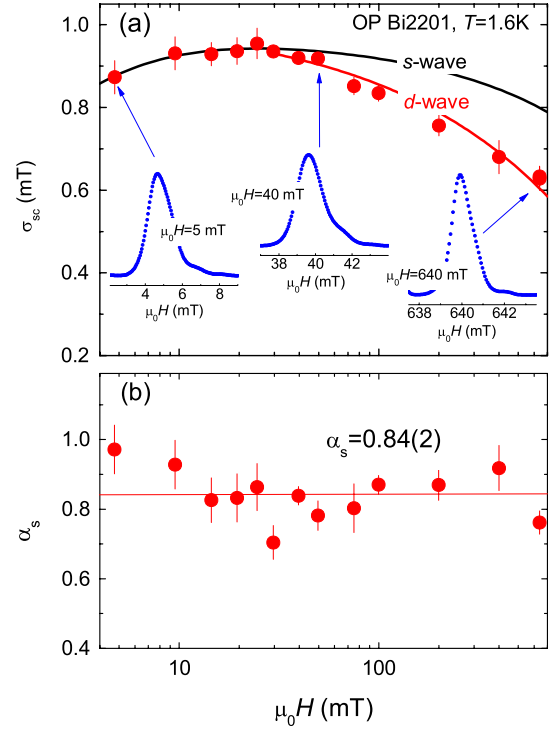 (a)
OP Bi2201, T=1.6K
s-wave
d-wave
σsc (mT)
1.0
0.8
0.6
0.4
0.2
μ₀H=5 mT
4 6 8
μ₀H (mT)
μ₀H=40 mT
38 40 42
μ₀H (mT)
μ₀H=640 mT
638 640 642
μ₀H (mT)
(b)
αs=0.84(2)
αs
1.0
0.8
0.6
0.4
10 100
μ₀H (mT)